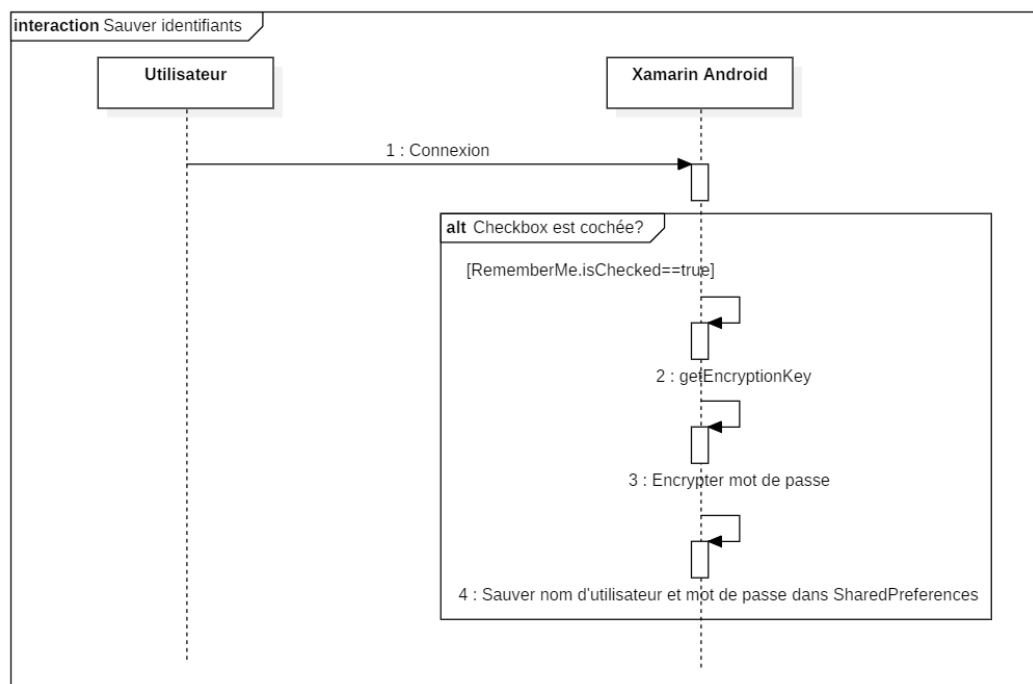 interaction Sauver identifiants
Utilisateur
Xamarin Android
1 : Connexion
alt Checkbox est cochée?
[RememberMe.isChecked==true]
2 : getEncryptionKey
3 : Encrypter mot de passe
4 : Sauver nom d'utilisateur et mot de passe dans SharedPreferences